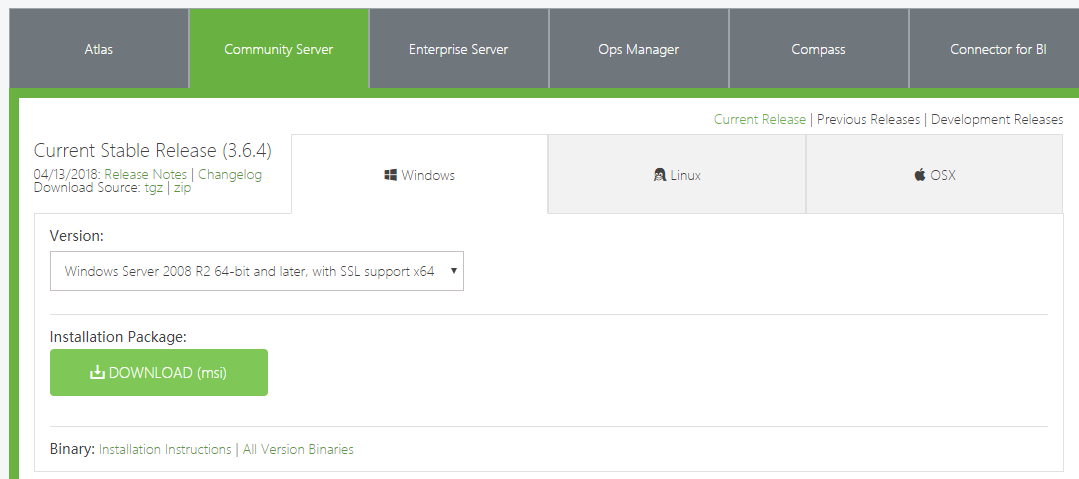 Atlas
Community Server
Enterprise Server
Ops Manager
Compass
Connector for BI
Current Release | Previous Releases | Development Releases
Current Stable Release (3.6.4)
04/13/2018: Release Notes | Changelog
Download Source: tgz | zip
Windows
Linux
OSX
Version:
Windows Server 2008 R2 64-bit and later, with SSL support x64
Installation Package:
DOWNLOAD (msi)
Binary: Installation Instructions | All Version Binaries